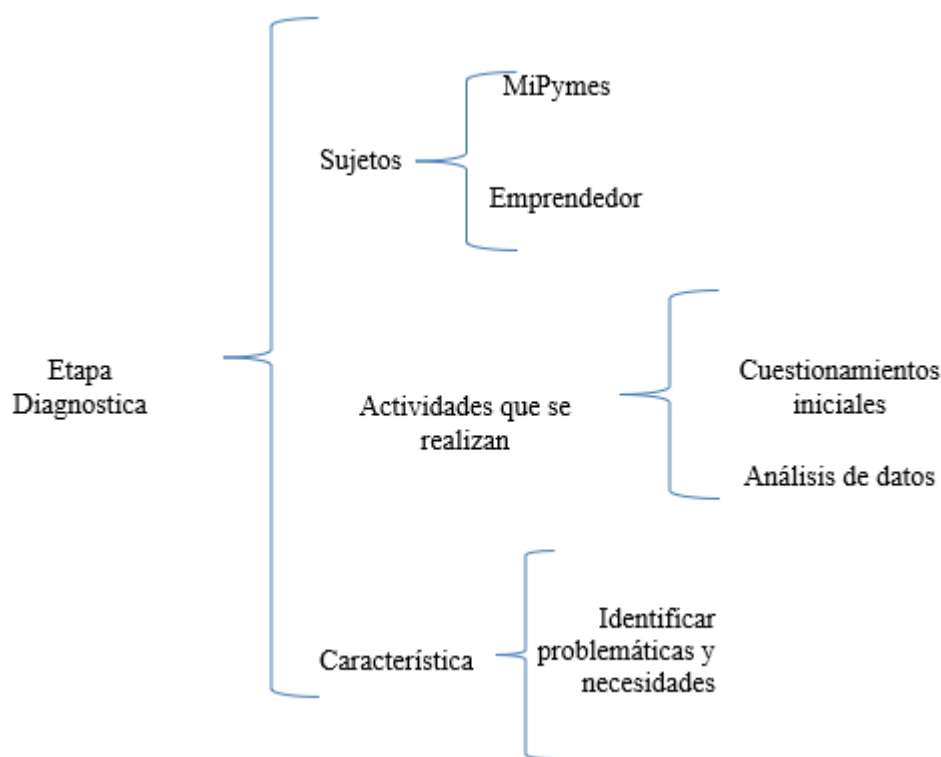 MiPymes
Sujetos
Emprendedor
Etapa
Diagnostica
Actividades que se
realizan
Cuestionamientos
iniciales
Análisis de datos
Característica
Identificar
problemáticas y
necesidades